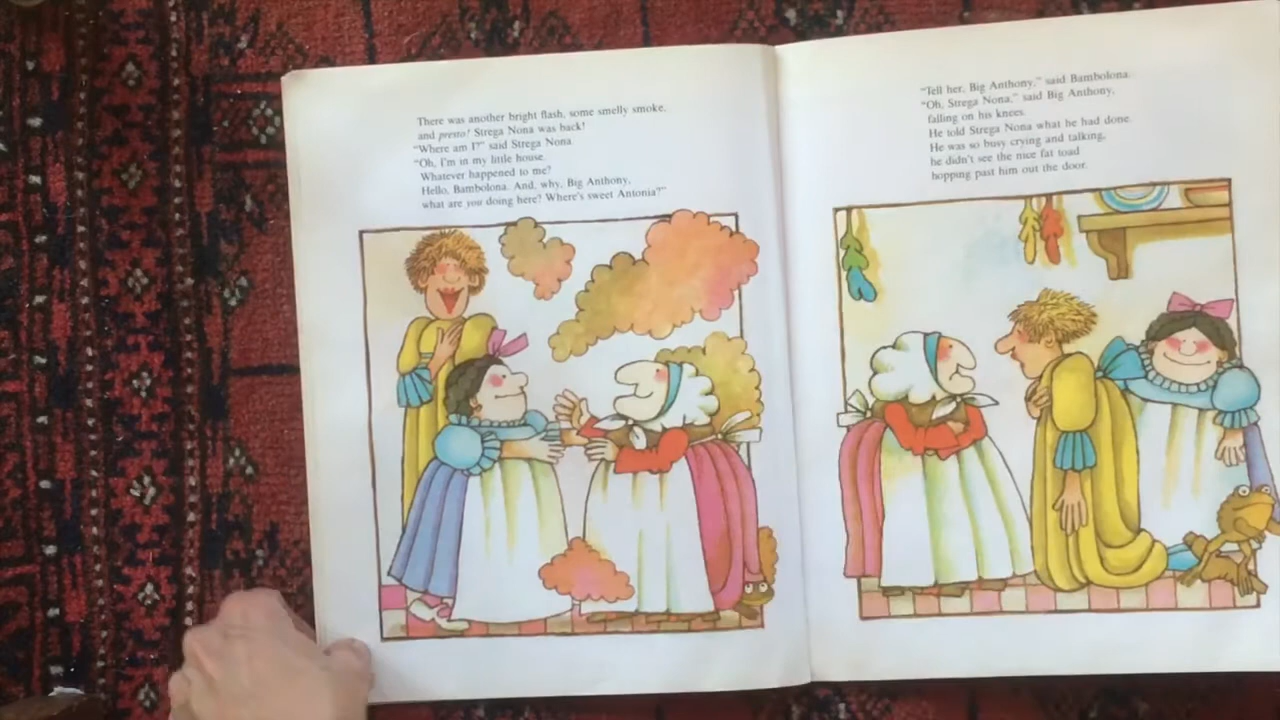 There was another bright flash, some smelly smoke,
and presto! Strega Nona was back!
"Where am I?" said Strega Nona.
"Oh, I'm in my little house.
Whatever happened to me?
Hello, Bambolona. And, why, Big Anthony,
what are you doing here? Where's sweet Antonia?"
"Tell her, Big Anthony," said Bambolona.
"Oh, Strega Nona," said Big Anthony,
falling on his knees.
He told Strega Nona what he had done.
He was so busy crying and talking,
he didn't see the nice fat toad
hopping past him out the door.